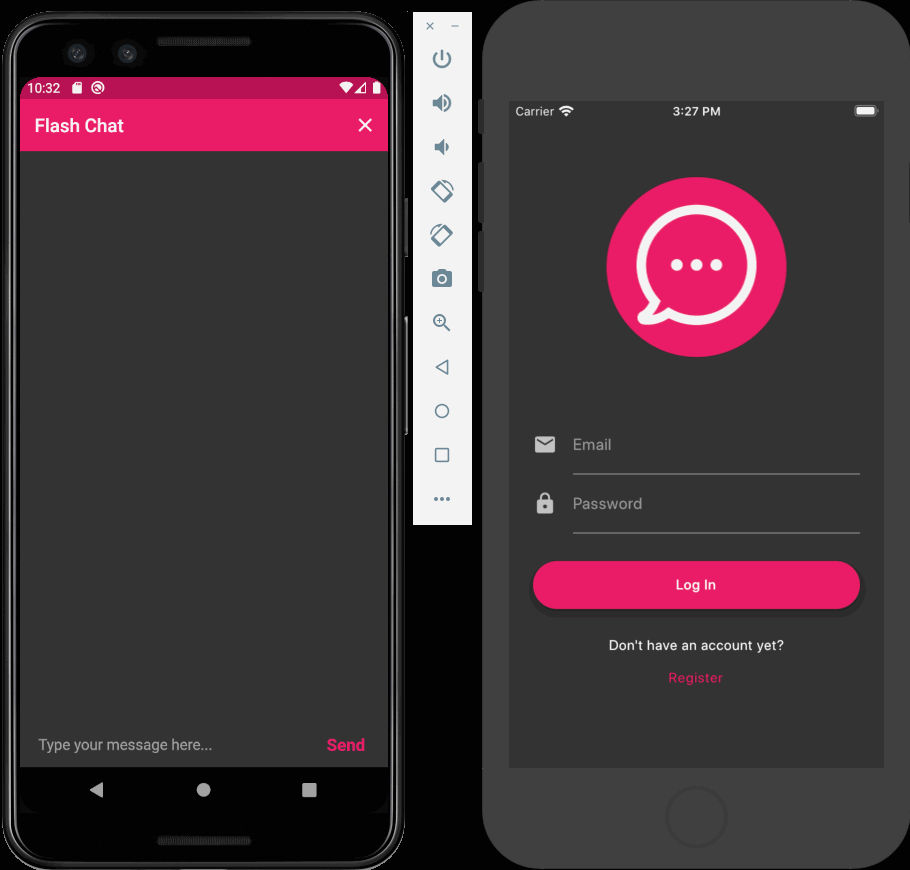 10:32
Flash Chat
Type your message here...
Send
Carrier
3:27 PM
Email
Password
Log In
Don't have an account yet?
Register